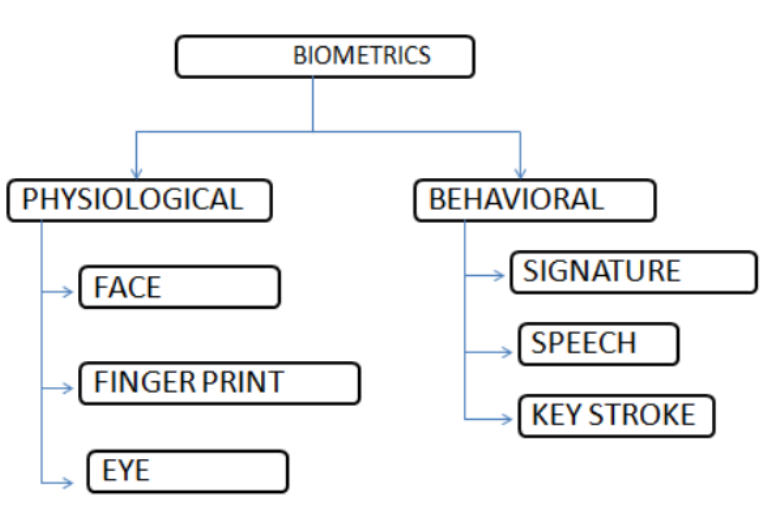 BIOMETRICS
PHYSIOLOGICAL
BEHAVIORAL
FACE
FINGER PRINT
EYE
SIGNATURE
SPEECH
KEY STROKE